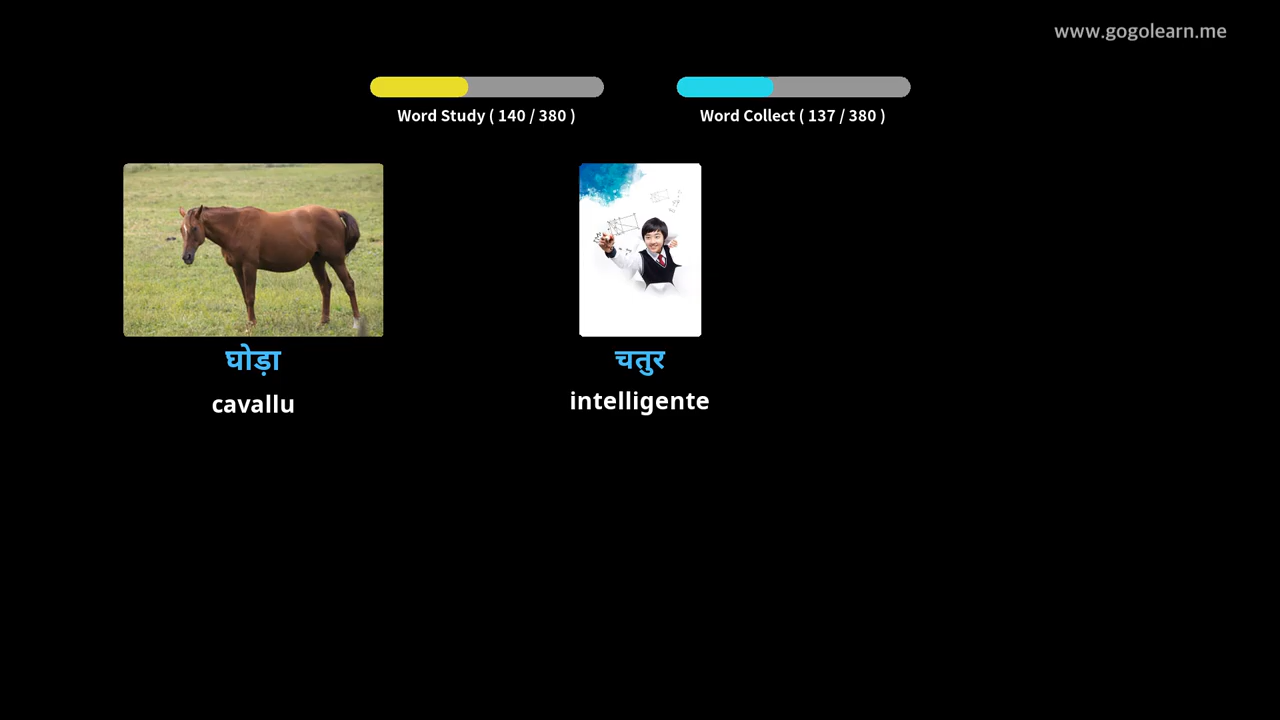 www.gogolearn.me
Word Study ( 140 / 380 )
Word Collect ( 137 / 380 )
घोड़ा
चतुर
cavallu
intelligente